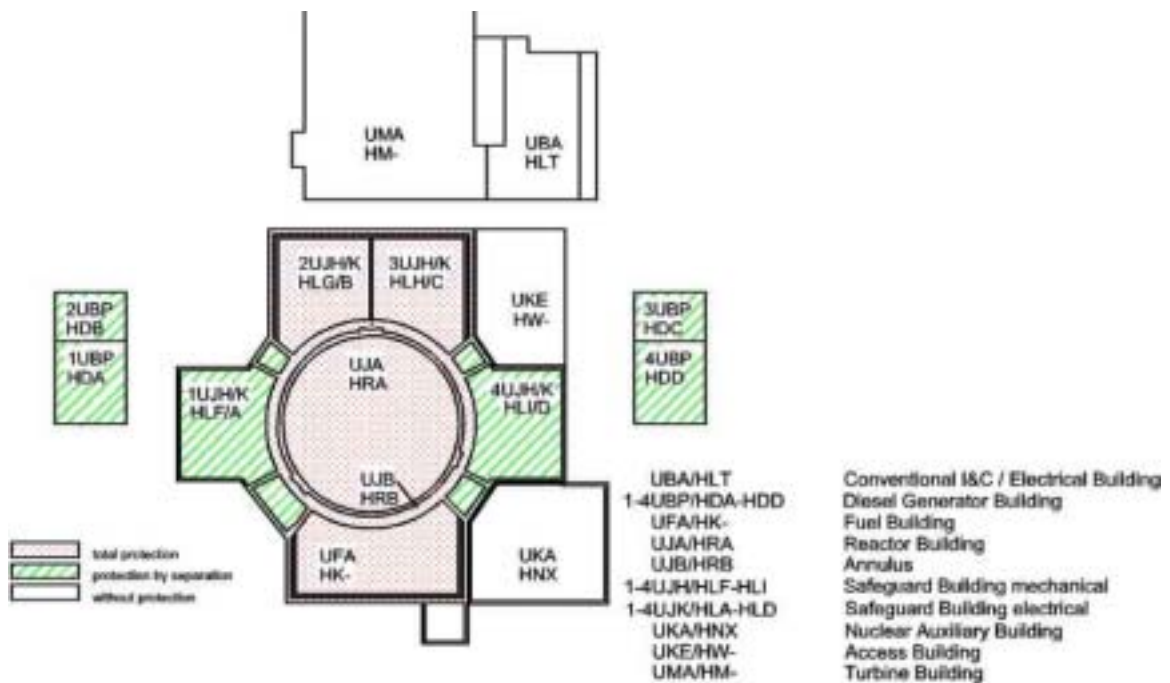 UMA
HM-
UBA
HLT
2UJH/K
HLG/B
3UJH/K
HLH/C
UKE
HW-
2UBP
HDB
1UBP
HDA
3UBP
HDC
4UBP
HDD
UJA
HRA
1UJH/K
HLF/A
4UJH/K
HLI/D
UJB
HRB
UFA
HK-
UKA
HNX
total protection
protection by separation
without protection
UBA/HLT Conventional I&C / Electrical Building
1-4UBP/HDA-HDD Diesel Generator Building
UFA/HK- Fuel Building
UJA/HRA Reactor Building
UJB/HRB Annulus
1-4UJH/HLF-HLI Safeguard Building mechanical
1-4UJK/HLA-HLD Safeguard Building electrical
UKA/HNX Nuclear Auxiliary Building
UKE/HW- Access Building
UMA/HM- Turbine Building